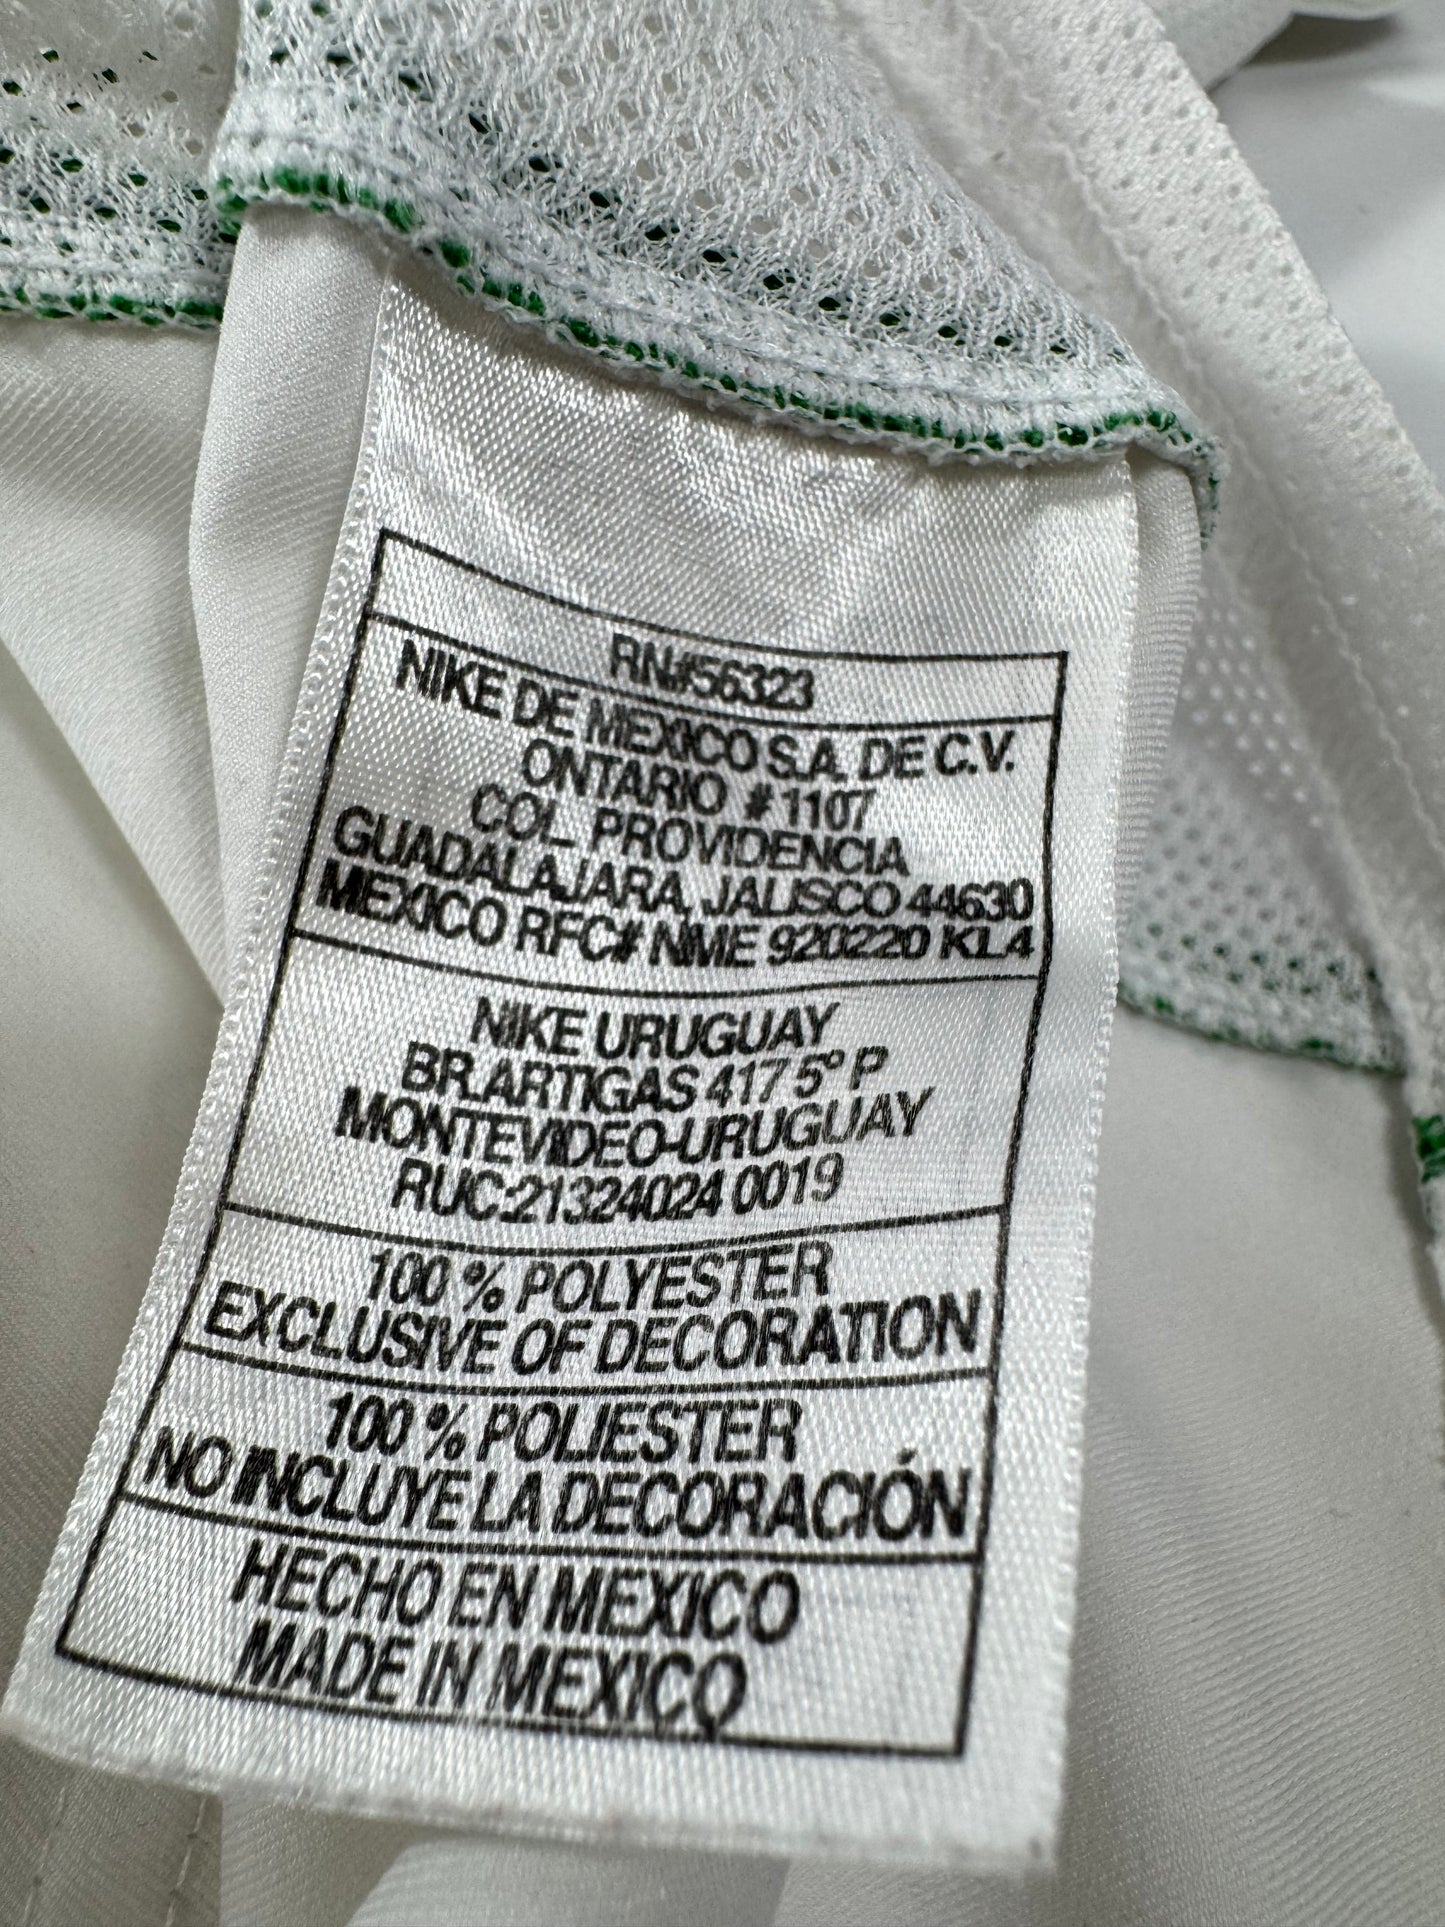 RN#56323
NIKE DE MEXICO S.A. DE C.V.
ONTARIO #1107
COL. PROVIDENCIA
GUADALAJARA, JALISCO 44630
MEXICO RFC# NME 920220 KL4
NIKE URUGUAY
BR.ARTIGAS 417 5º P
MONTEVIDEO-URUGUAY
RUC:21324024 0019
100 % POLYESTER
EXCLUSIVE OF DECORATION
100 % POLIESTER
NO INCLUYE LA DECORACIÓN
HECHO EN MEXICO
MADE IN MEXICO